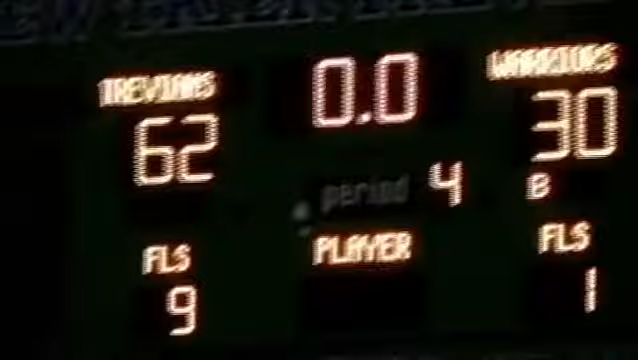 TREVIANS 0.0 WARRIORS
62 30
period 4 B
FLS PLAYER FLS
9 1